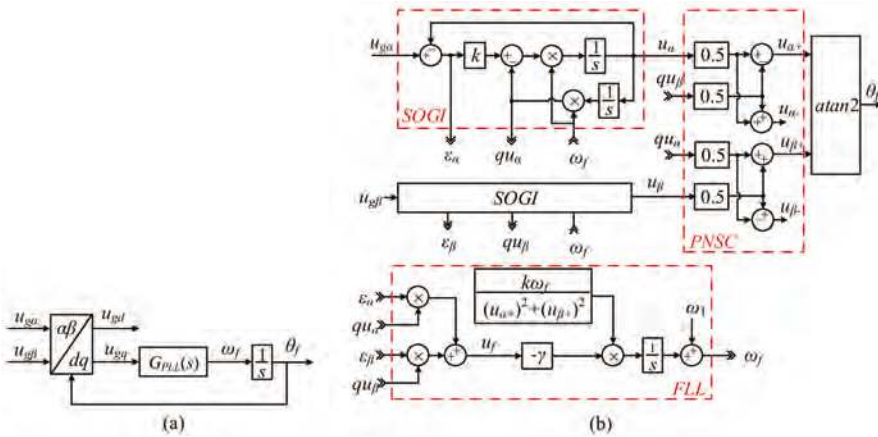 u_gα
k
1/s
u_α
0.5
u_α+
qu_β
0.5
u_α-
×
1/s
×
SOGI
ε_α
qu_α
ω_f
qu_α
0.5
u_β+
atan2
θ_f
u_gβ
SOGI
u_β
0.5
u_β-
PNSC
ε_β
qu_β
ω_f
u_gα
αβ
u_gd
u_gβ
dq
u_gq
G_PLL(s)
ω_f
1/s
θ_f
(a)
ε_α
qu_α
×
kω_f
(u_α+)²+(u_β+)²
ω_1
ε_β
qu_β
×
u_f
-γ
×
1/s
ω_f
FLL
(b)